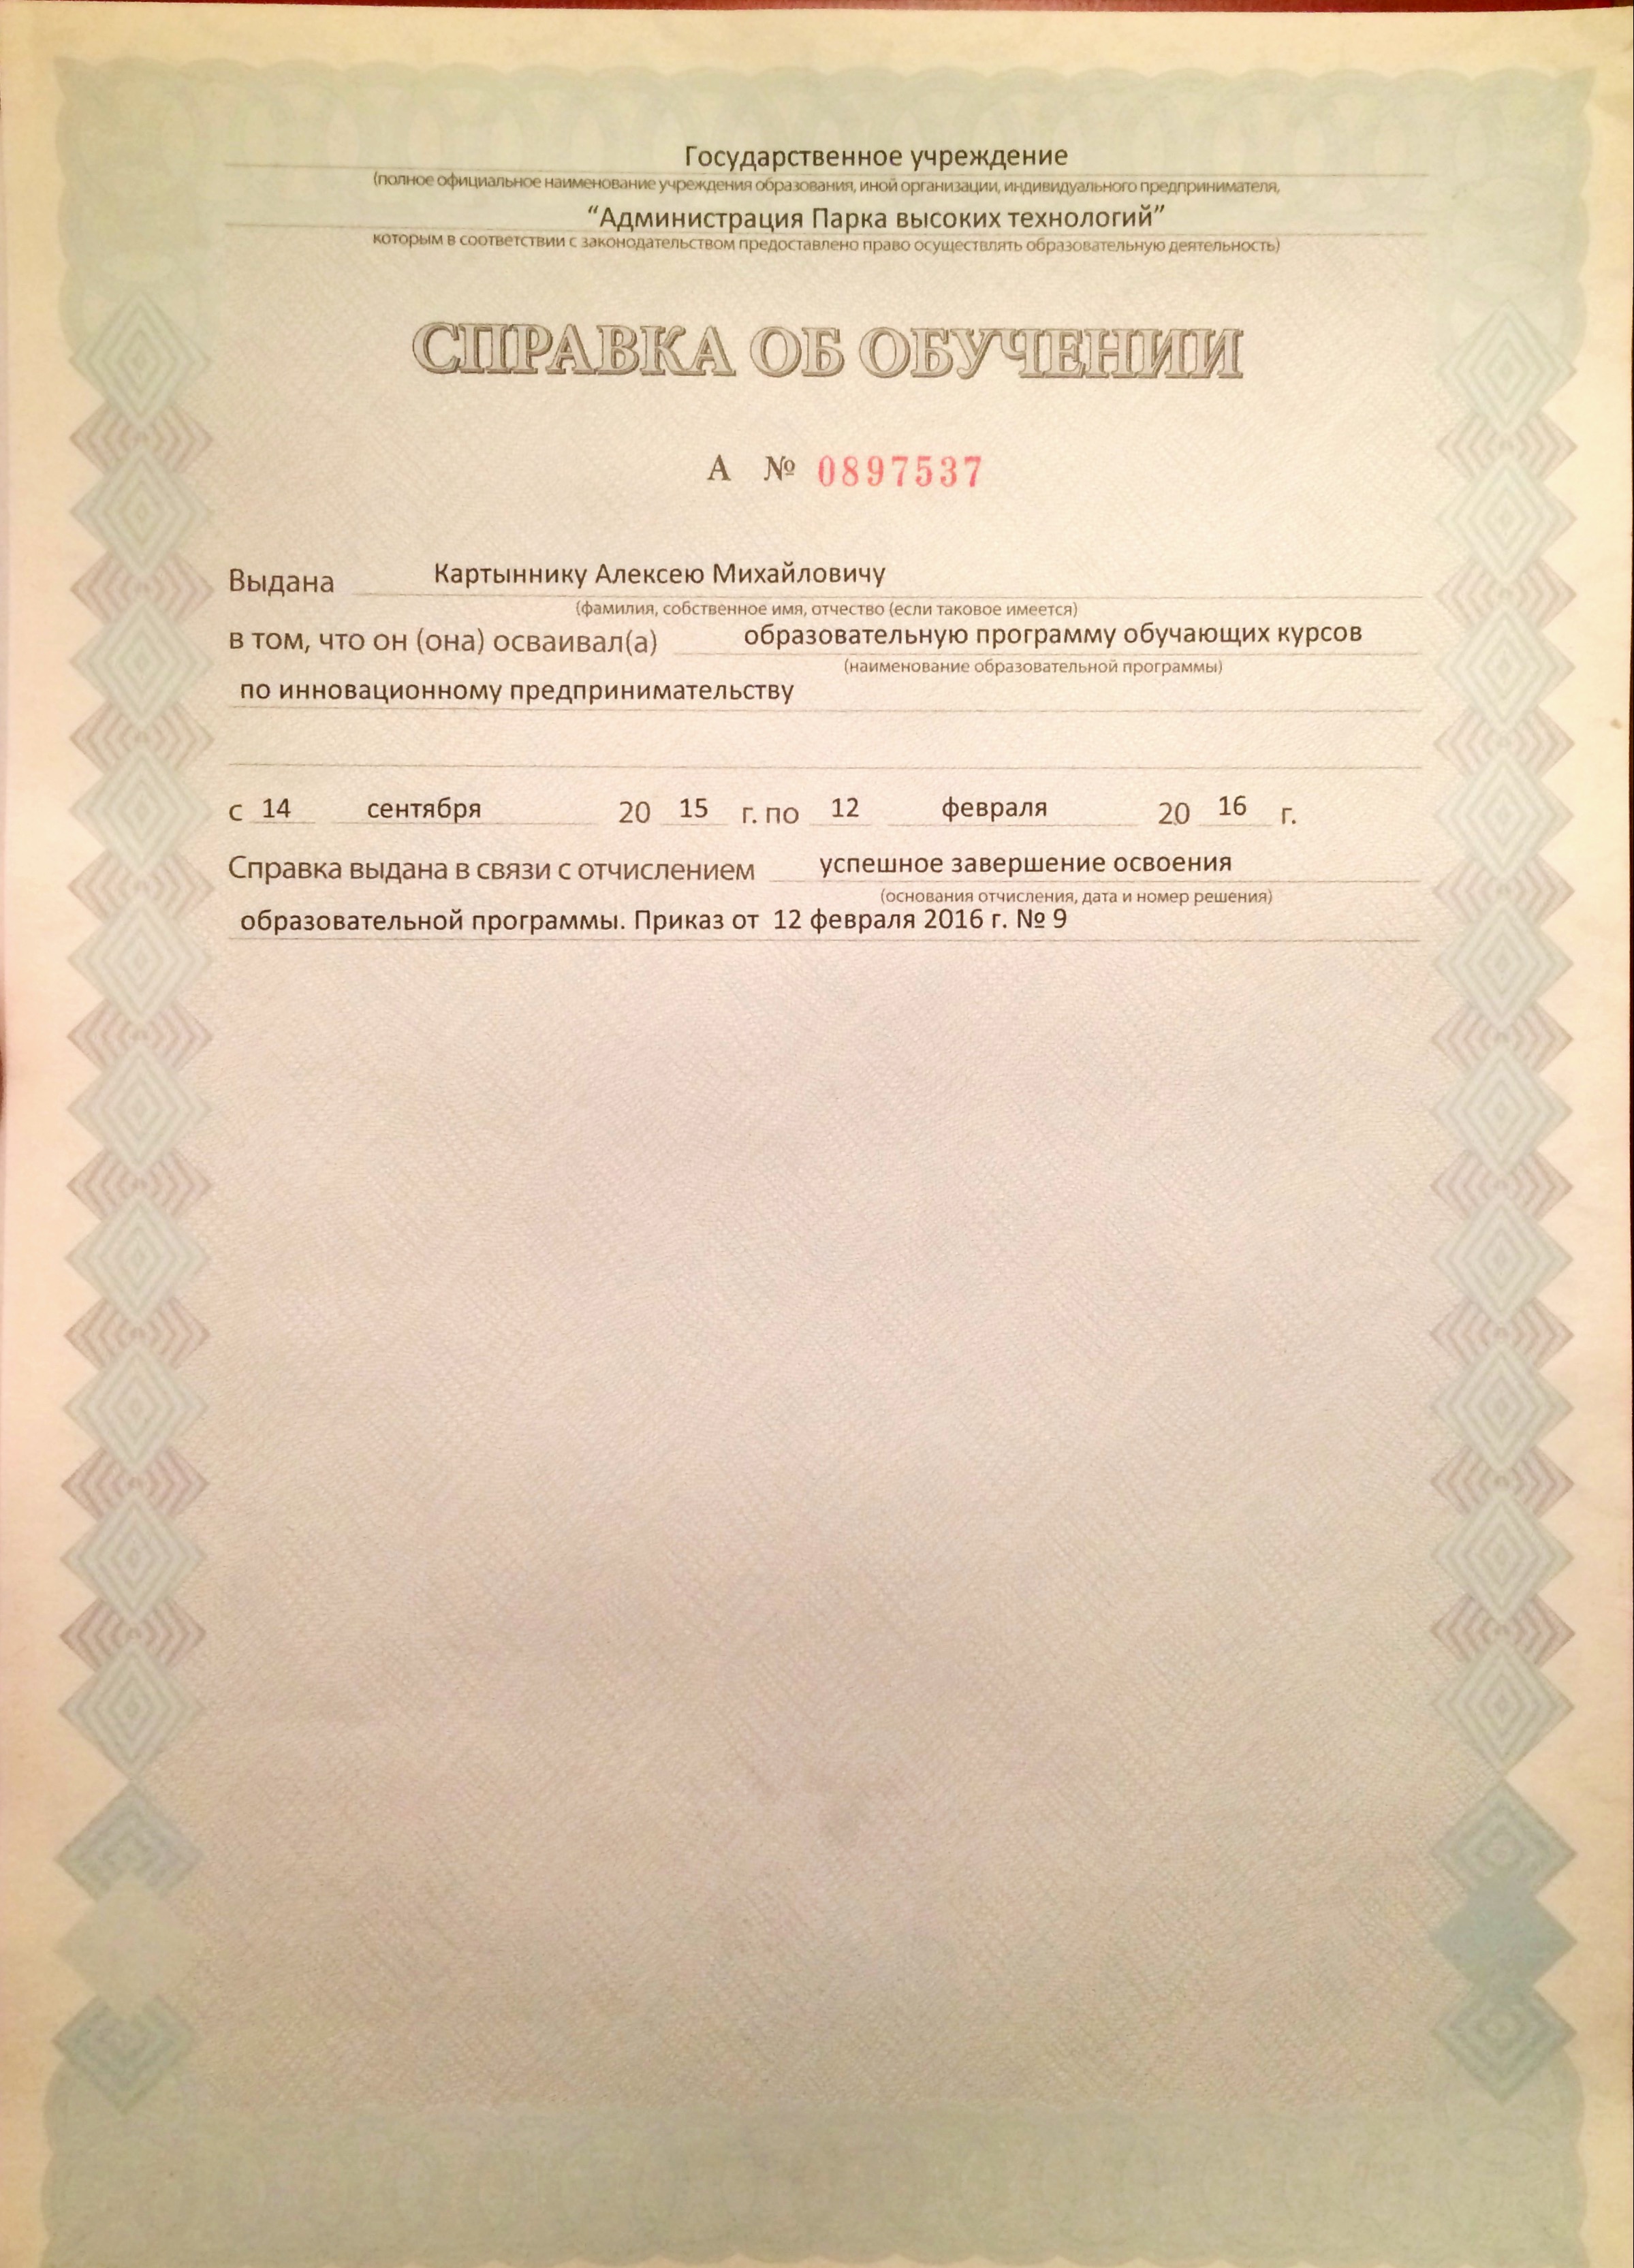 Государственное учреждение
(полное официальное наименование учреждения образования, иной организации, индивидуального предпринимателя,
“Администрация Парка высоких технологий”
которым в соответствии с законодательством предоставлено право осуществлять образовательную деятельность)
СПРАВКА ОБ ОБУЧЕНИИ
А № 0897537
Выдана Картыннику Алексею Михайловичу
(фамилия, собственное имя, отчество (если таковое имеется)
в том, что он (она) осваивал(а) образовательную программу обучающих курсов
(наименование образовательной программы)
по инновационному предпринимательству
с 14 сентября 20 15 г. по 12 февраля 20 16 г.
Справка выдана в связи с отчислением успешное завершение освоения
(основания отчисления, дата и номер решения)
образовательной программы. Приказ от 12 февраля 2016 г. № 9